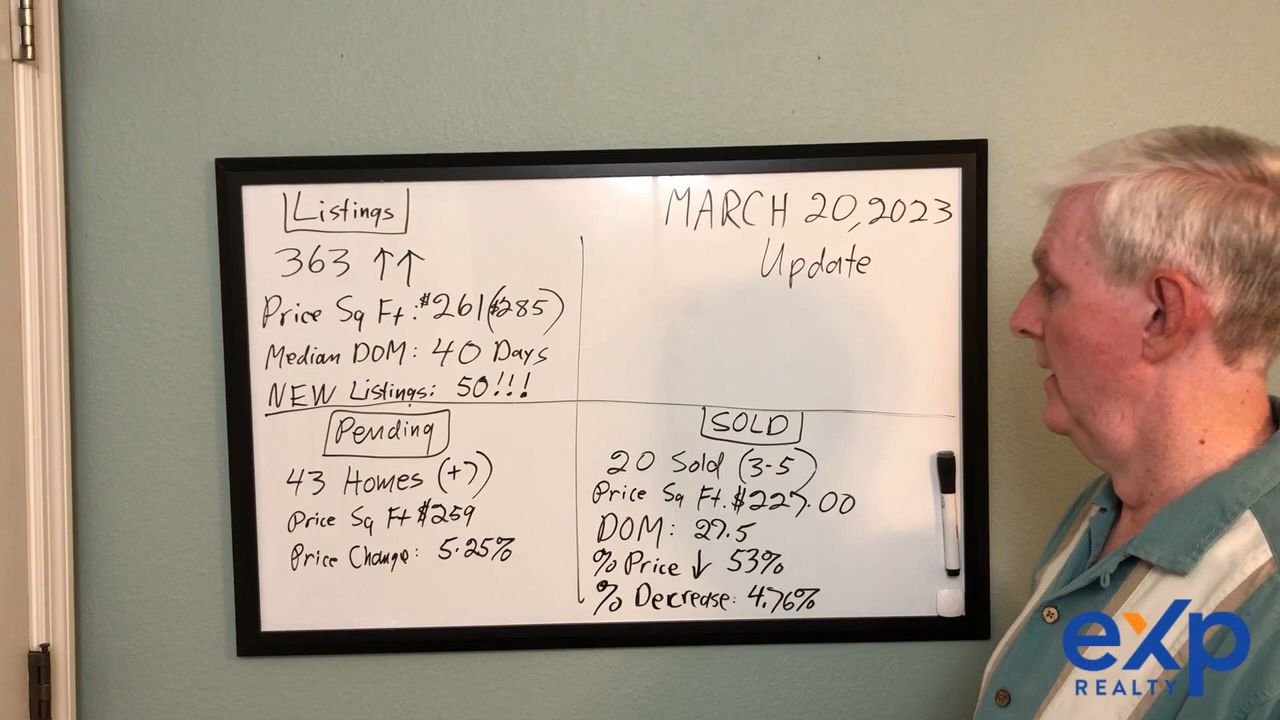 Listings
363 ↑↑
Price Sq Ft: $261 ($285)
Median DOM: 40 Days
NEW Listings: 50!!!
MARCH 20, 2023
Update
Pending
43 Homes (+7)
Price Sq Ft $259
Price Change: 5.25%
SOLD
20 Sold (3-5)
Price Sq Ft. $227.00
DOM: 27.5
% Price ↓ 53%
% Decrease: 4.76%
eXp
REALTY